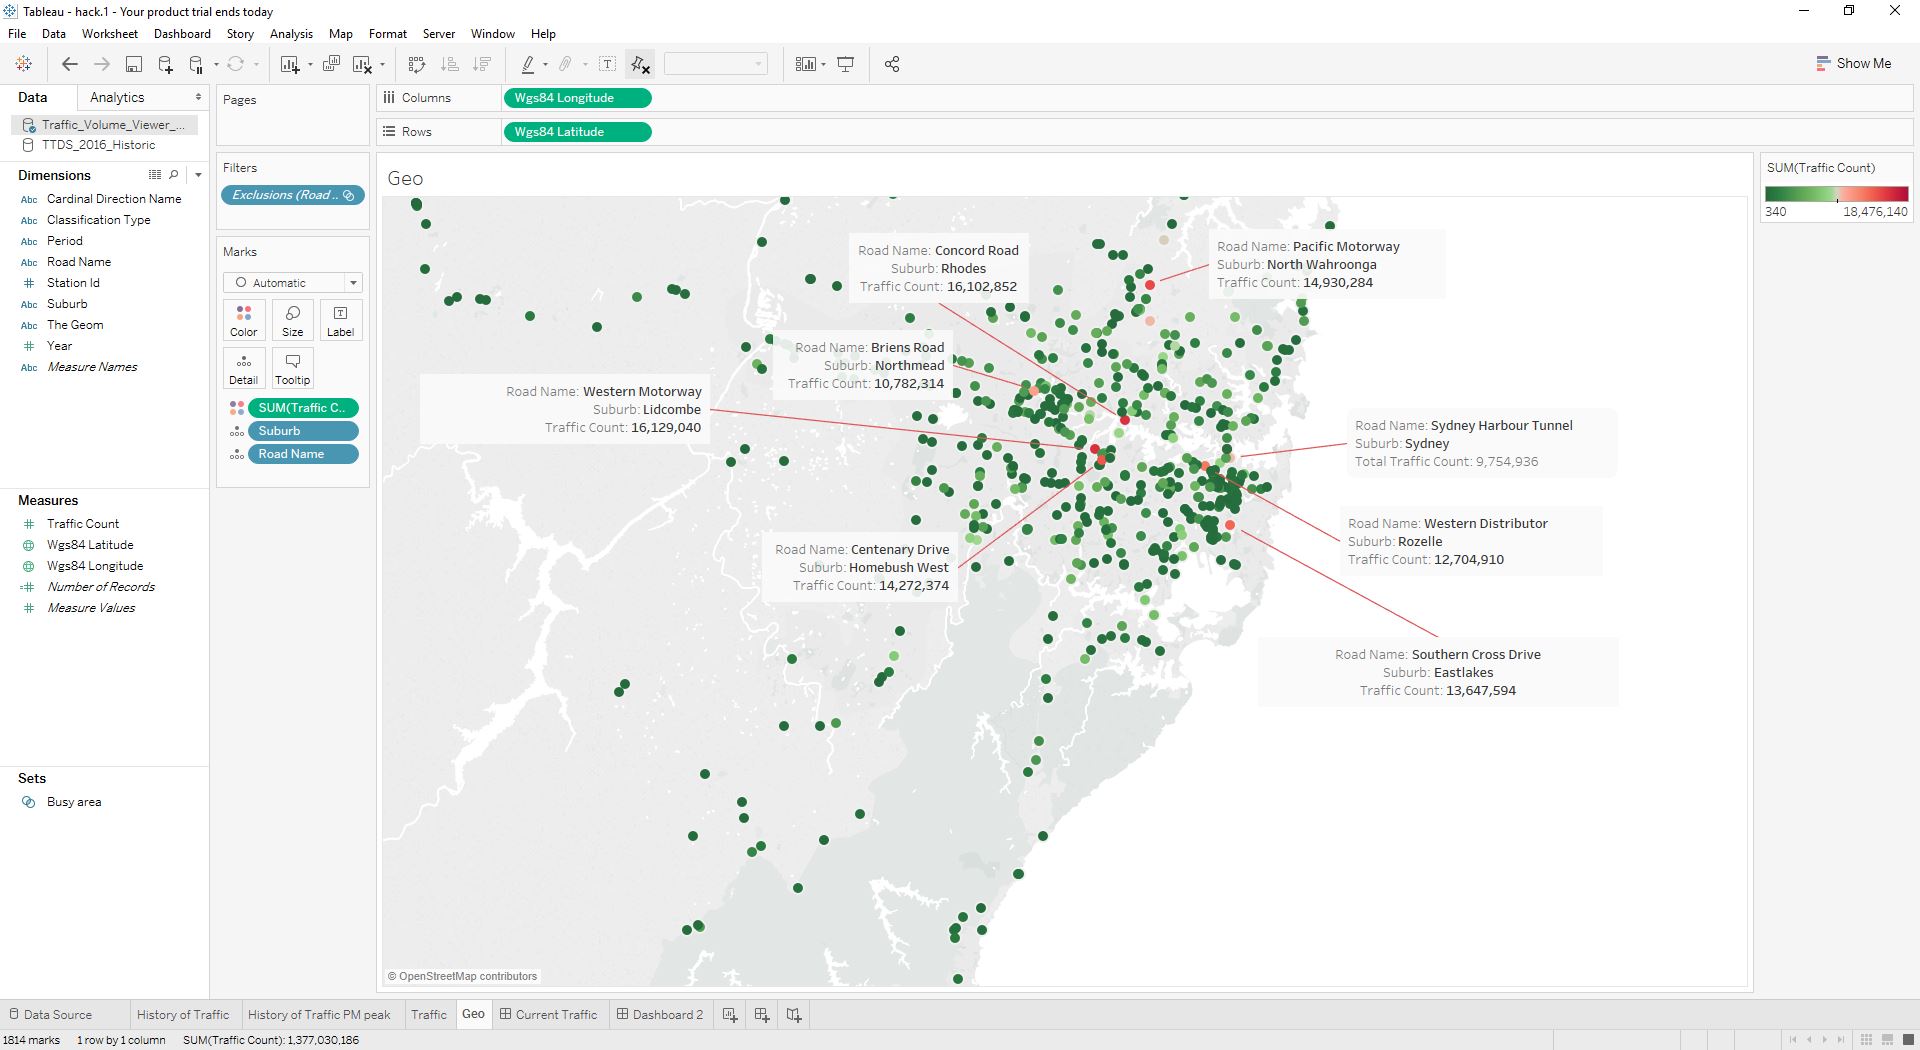 Tableau - hack.1 - Your product trial ends today
File Data Worksheet Dashboard Story Analysis Map Format Server Window Help
Show Me
Data Analytics
Traffic_Volume_Viewer_...
TTDS_2016_Historic
Dimensions
Abc Cardinal Direction Name
Abc Classification Type
Abc Period
Abc Road Name
# Station Id
Abc Suburb
Abc The Geom
# Year
Abc Measure Names
Measures
# Traffic Count
Wgs84 Latitude
Wgs84 Longitude
=# Number of Records
# Measure Values
Sets
Busy area
Pages
Filters
Exclusions (Road ..
Marks
Automatic
Color Size Label
Detail Tooltip
SUM(Traffic C..
Suburb
Road Name
Columns Wgs84 Longitude
Rows Wgs84 Latitude
Geo
Road Name: Concord Road
Suburb: Rhodes
Traffic Count: 16,102,852
Road Name: Pacific Motorway
Suburb: North Wahroonga
Traffic Count: 14,930,284
Road Name: Briens Road
Suburb: Northmead
Traffic Count: 10,782,314
Road Name: Western Motorway
Suburb: Lidcombe
Traffic Count: 16,129,040
Road Name: Sydney Harbour Tunnel
Suburb: Sydney
Total Traffic Count: 9,754,936
Road Name: Western Distributor
Suburb: Rozelle
Traffic Count: 12,704,910
Road Name: Centenary Drive
Suburb: Homebush West
Traffic Count: 14,272,374
Road Name: Southern Cross Drive
Suburb: Eastlakes
Traffic Count: 13,647,594
© OpenStreetMap contributors
SUM(Traffic Count)
340 18,476,140
Data Source History of Traffic History of Traffic PM peak Traffic Geo Current Traffic Dashboard 2
1814 marks 1 row by 1 column SUM(Traffic Count): 1,377,030,186